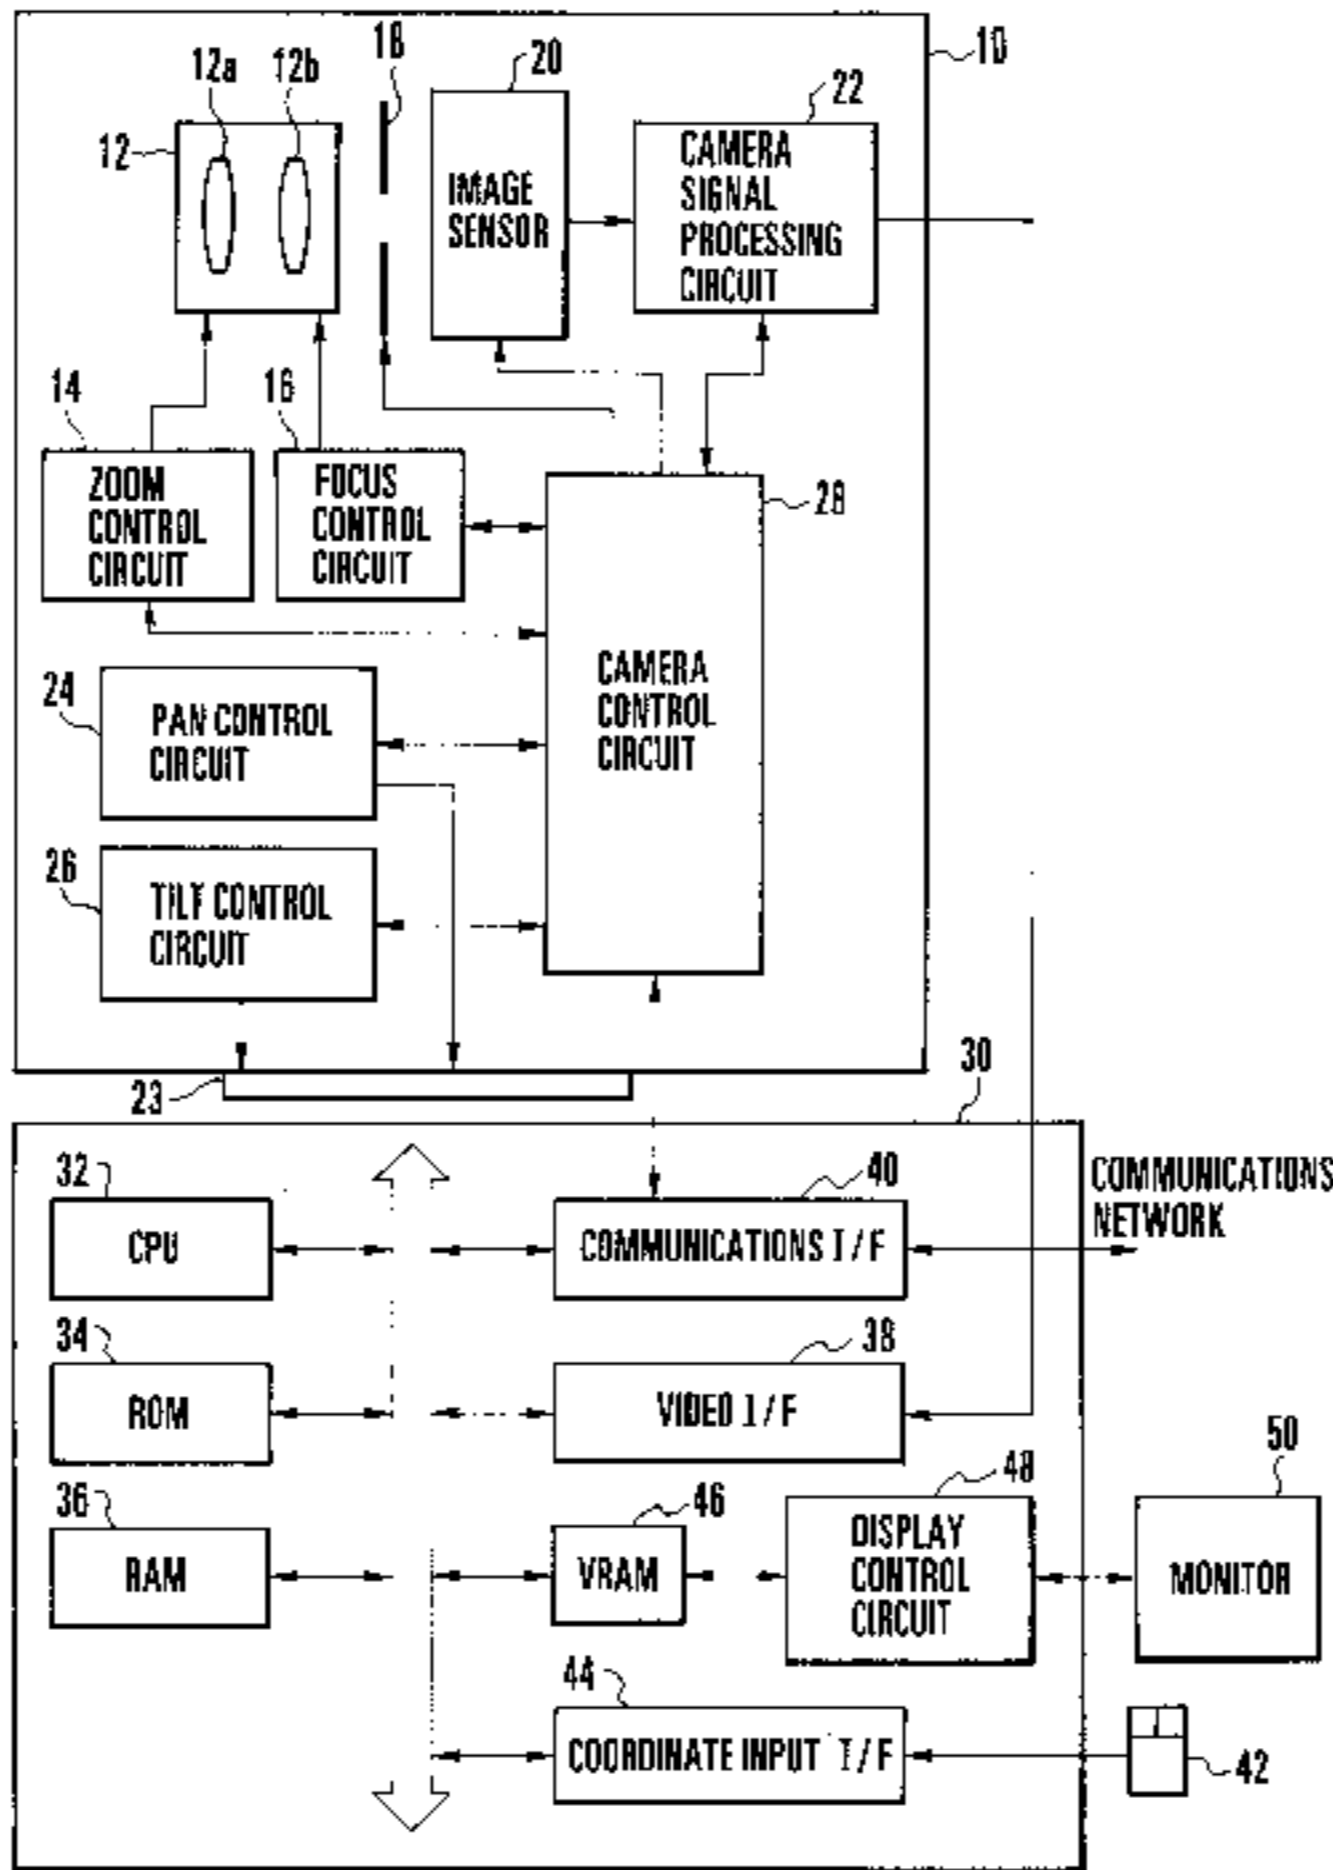 10
12a
12b
18
20
22
12
IMAGE
SENSOR
CAMERA
SIGNAL
PROCESSING
CIRCUIT
14
16
ZOOM
CONTROL
CIRCUIT
FOCUS
CONTROL
CIRCUIT
28
24
PAN CONTROL
CIRCUIT
CAMERA
CONTROL
CIRCUIT
26
TILT CONTROL
CIRCUIT
23
30
32
CPU
40
COMMUNICATIONS I/F
COMMUNICATIONS
NETWORK
34
ROM
38
VIDEO I/F
36
RAM
46
VRAM
48
DISPLAY
CONTROL
CIRCUIT
50
MONITOR
44
COORDINATE INPUT I/F
42